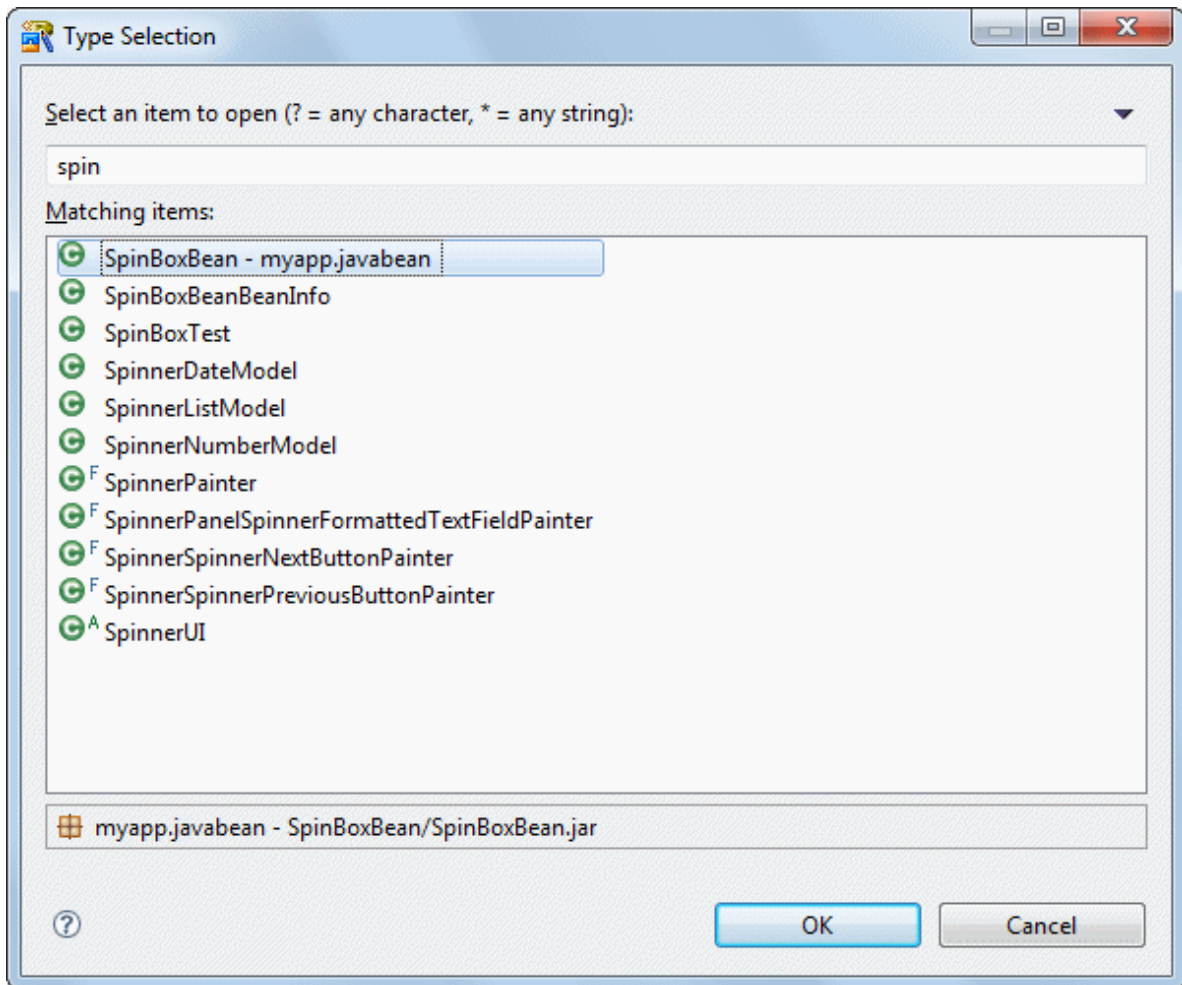 Type Selection
Select an item to open (? = any character, * = any string):
spin
Matching items:
C SpinBoxBean - myapp.javabean
C SpinBoxBeanBeanInfo
C SpinBoxTest
C SpinnerDateModel
C SpinnerListModel
C SpinnerNumberModel
C F SpinnerPainter
C F SpinnerPanelSpinnerFormattedTextFieldPainter
C F SpinnerSpinnerNextButtonPainter
C F SpinnerSpinnerPreviousButtonPainter
C A SpinnerUI
myapp.javabean - SpinBoxBean/SpinBoxBean.jar
? OK Cancel